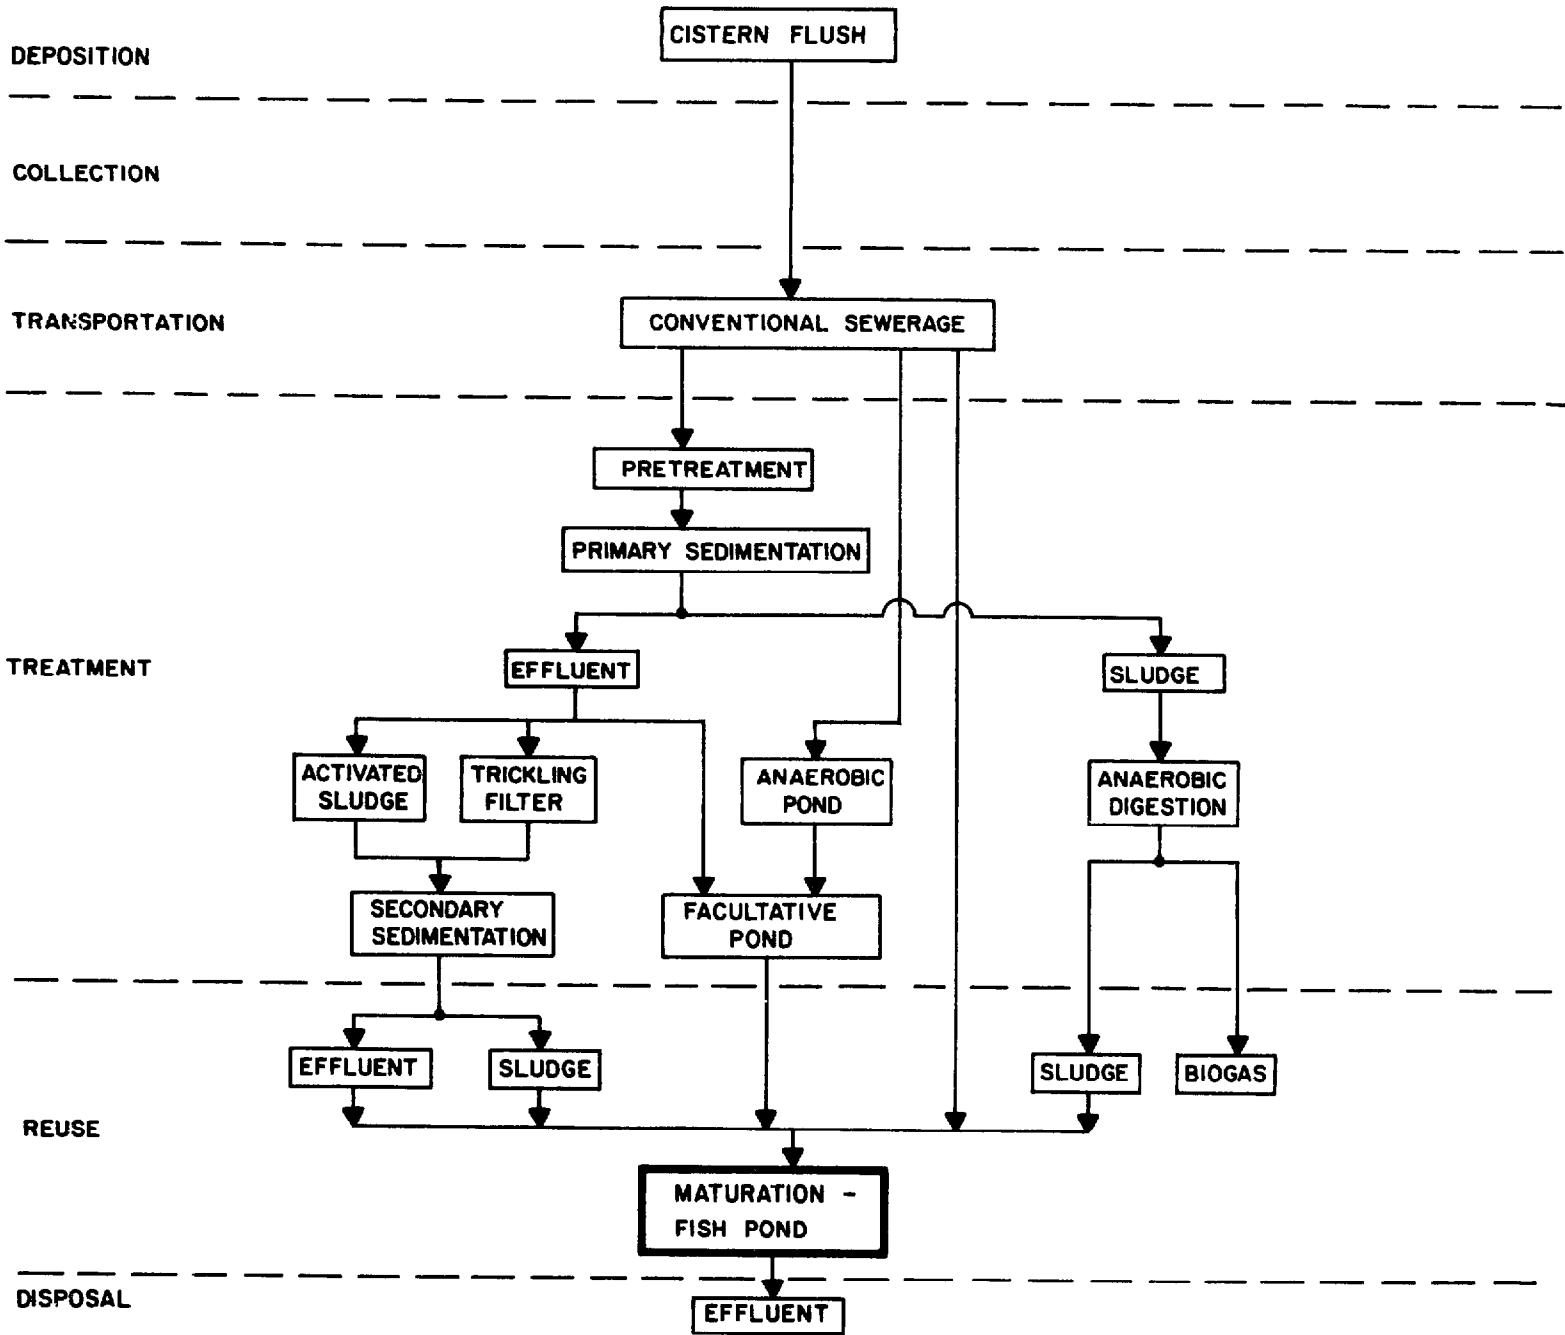 CISTERN FLUSH
DEPOSITION
COLLECTION
TRANSPORTATION
CONVENTIONAL SEWERAGE
PRETREATMENT
PRIMARY SEDIMENTATION
TREATMENT
EFFLUENT
SLUDGE
ACTIVATED
SLUDGE
TRICKLING
FILTER
ANAEROBIC
POND
ANAEROBIC
DIGESTION
SECONDARY
SEDIMENTATION
FACULTATIVE
POND
EFFLUENT
SLUDGE
SLUDGE
BIOGAS
REUSE
MATURATION -
FISH POND
DISPOSAL
EFFLUENT